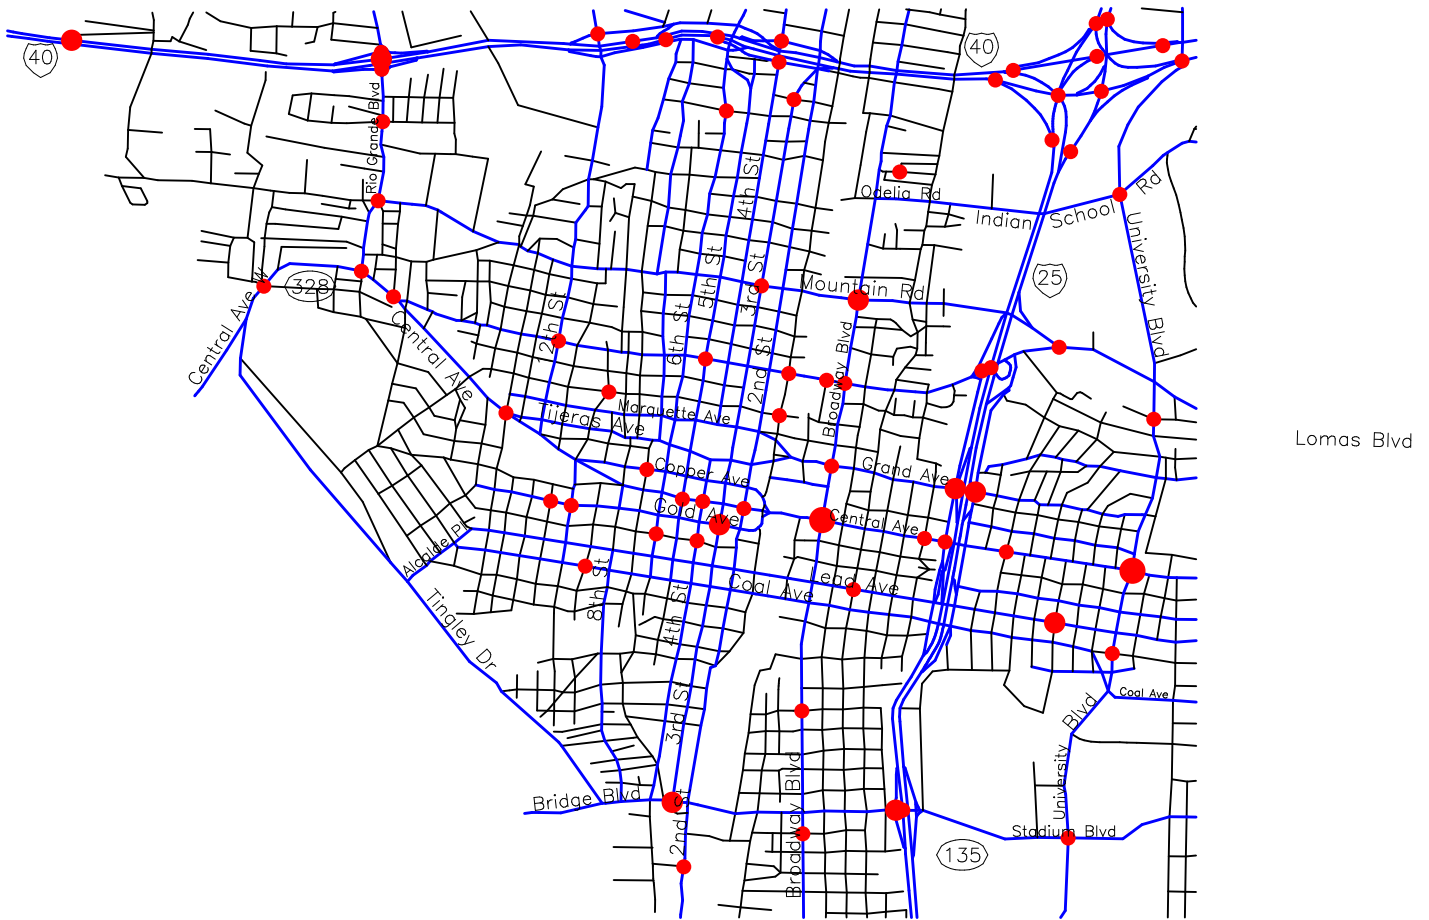 40
40
Rio Grande Blvd
4th St
Odelia Rd
Indian School Rd
University Blvd
25
5th St
3rd St
Mountain Rd
328
Central Ave W
Central Ave
12th St
6th St
2nd St
Broadway Blvd
Marquette Ave
Tijeras Ave
Lomas Blvd
Copper Ave
Grand Ave
Gold Ave
Central Ave
Alcalde Pl
8th St
Coal Ave
Lead Ave
4th St
Tingley Dr
3rd St
Coal Ave
University Blvd
Bridge Blvd
2nd St
Broadway Blvd
Stadium Blvd
135